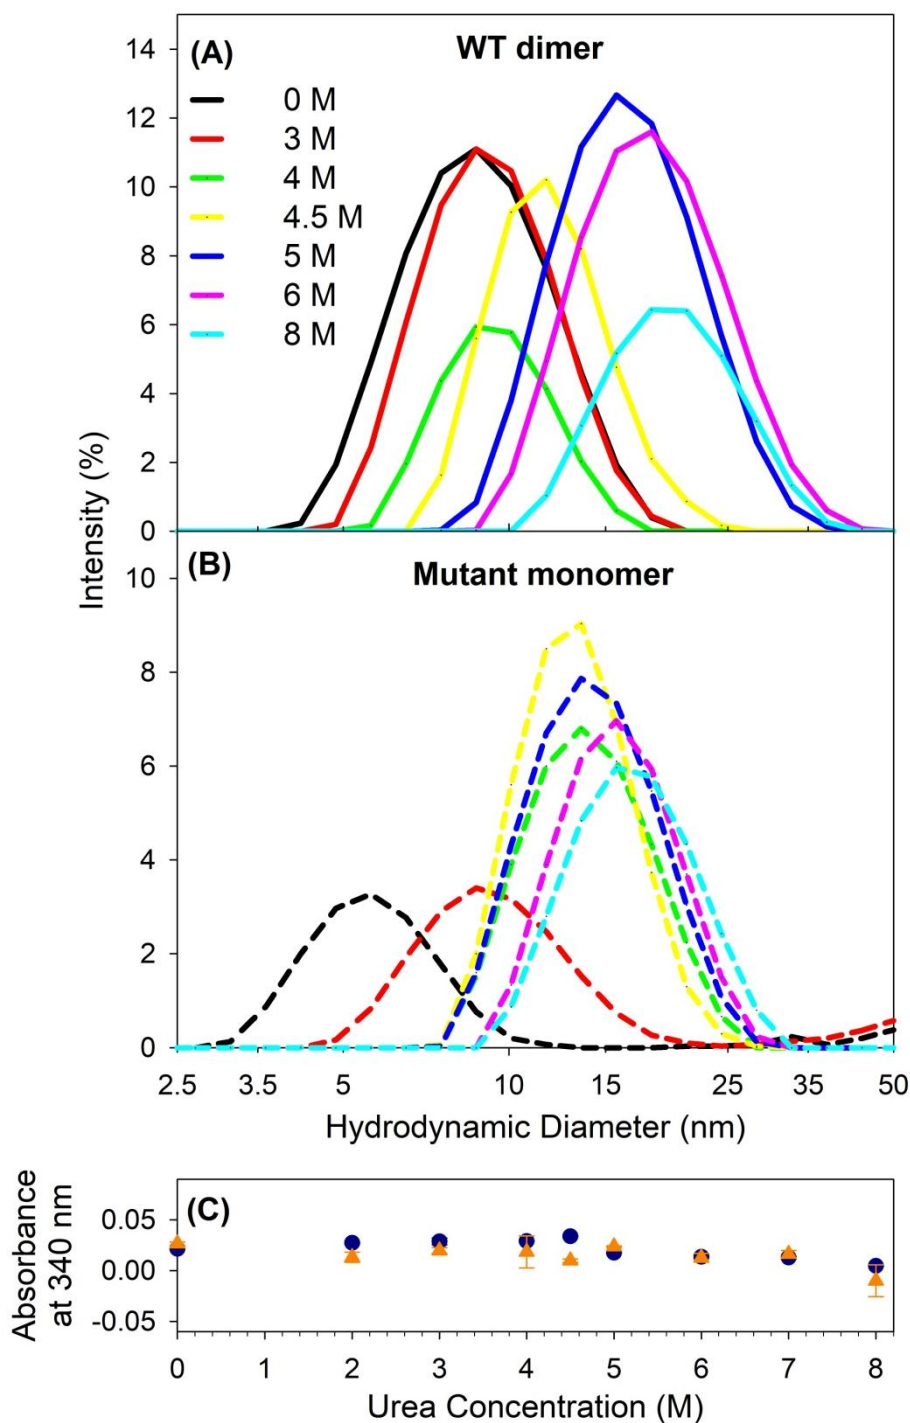 (A) WT dimer
0 M
3 M
4 M
4.5 M
5 M
6 M
8 M
14
12
10
8
6
4
2
0
Intensity (%)
(B) Mutant monomer
10
8
6
4
2
0
2.5 3.5 5 10 15 25 35 50
Hydrodynamic Diameter (nm)
(C)
Absorbance
at 340 nm
0.05
0.00
-0.05
0 1 2 3 4 5 6 7 8
Urea Concentration (M)